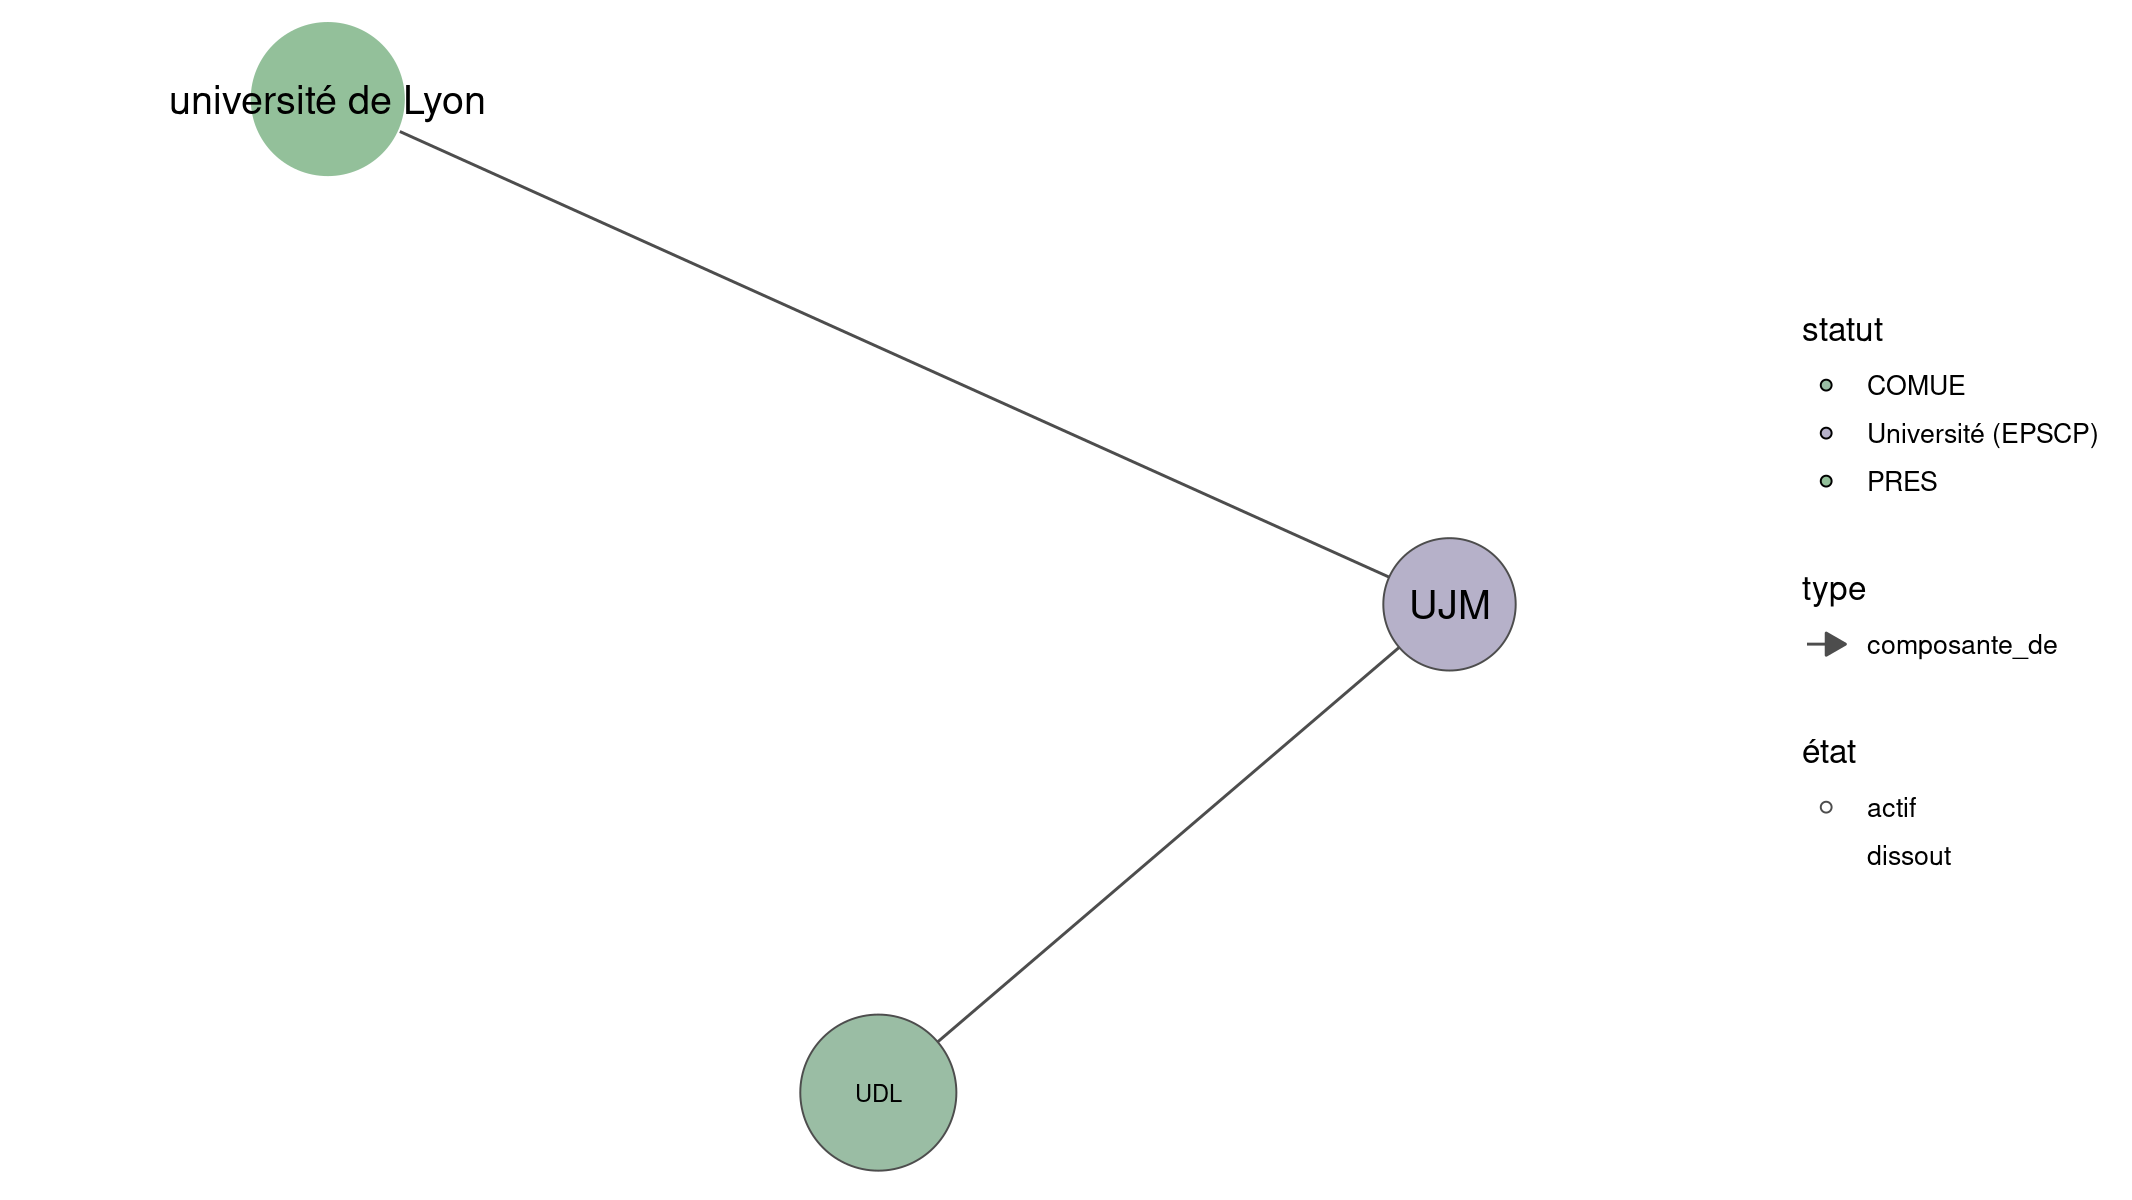 université de Lyon
UJM
UDL
statut
COMUE
Université (EPSCP)
PRES
type
composante_de
état
actif
dissout